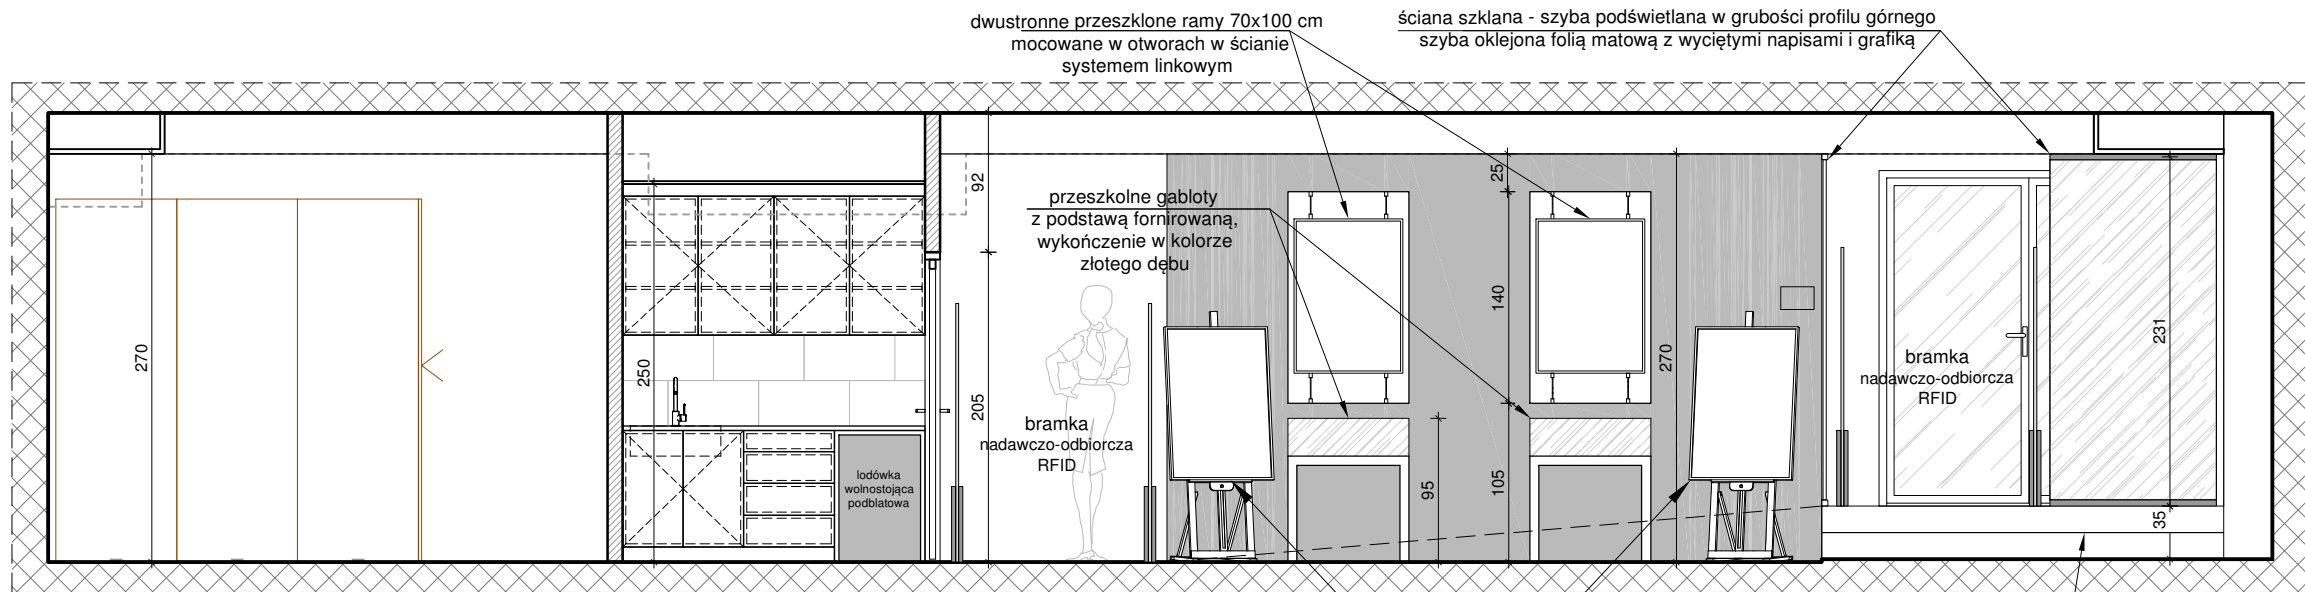 dwustronne przeszklone ramy 70x100 cm
mocowane w otworach w ścianie
systemem linkowym
ściana szklana - szyba podświetlana w grubości profilu górnego
szyba oklejona folią matową z wyciętymi napisami i grafiką
przeszkolne gabloty
z podstawą fornirowaną,
wykończenie w kolorze
złotego dębu
270
250
92
205
25
140
105
95
270
231
35
bramka
nadawczo-odbiorcza
RFID
bramka
nadawczo-odbiorcza
RFID
lodówka
wolnostojąca
podblatowa